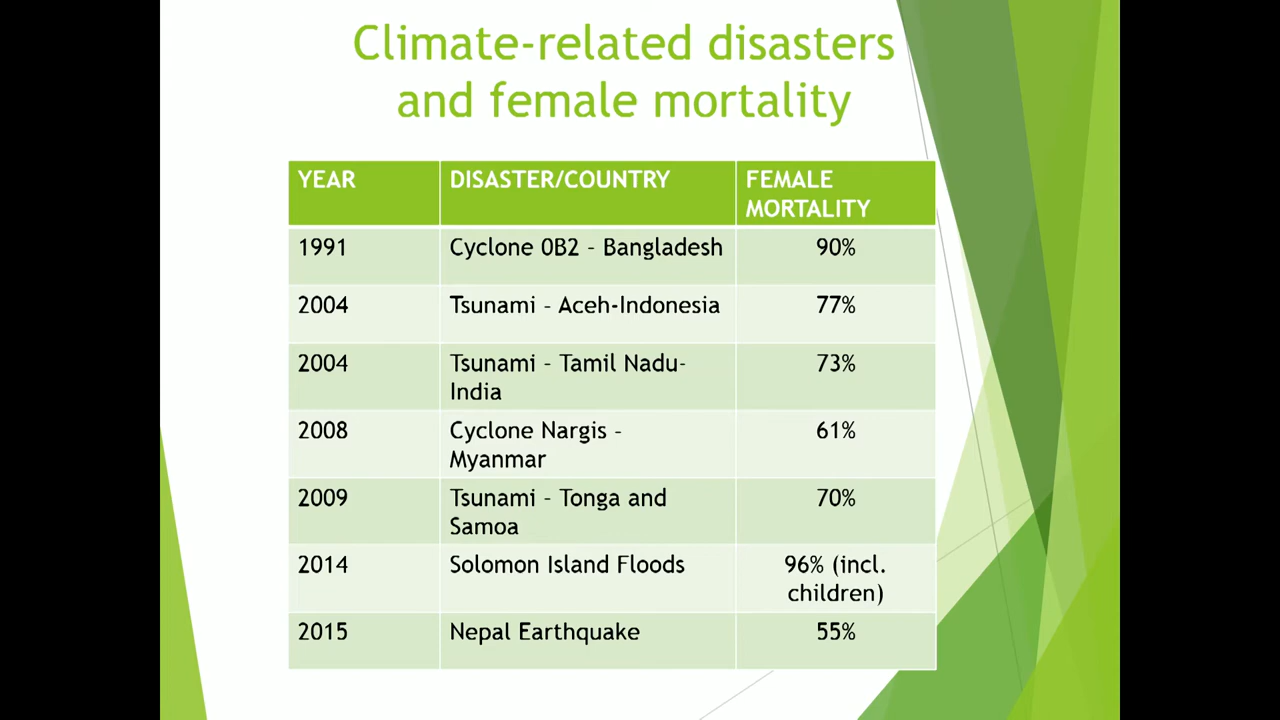 Climate-related disasters
and female mortality
YEAR DISASTER/COUNTRY FEMALE
MORTALITY
1991 Cyclone 0B2 – Bangladesh 90%
2004 Tsunami – Aceh-Indonesia 77%
2004 Tsunami – Tamil Nadu- 73%
India
2008 Cyclone Nargis – 61%
Myanmar
2009 Tsunami – Tonga and 70%
Samoa
2014 Solomon Island Floods 96% (incl.
children)
2015 Nepal Earthquake 55%